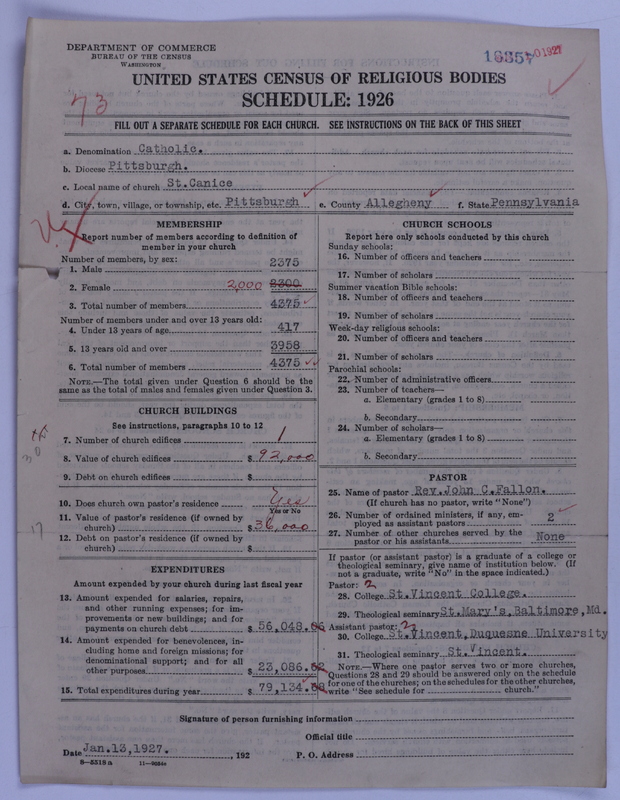 DEPARTMENT OF COMMERCE
BUREAU OF THE CENSUS
WASHINGTON
73
UNITED STATES CENSUS OF RELIGIOUS BODIES
SCHEDULE: 1926
FILL OUT A SEPARATE SCHEDULE FOR EACH CHURCH. SEE INSTRUCTIONS ON THE BACK OF THIS SHEET
a. Denomination Catholic.
b. Diocese Pittsburgh.
c. Local name of church St.Canice
d. City, town, village, or township, etc. Pittsburgh e. County Allegheny f. State Pennsylvania
MEMBERSHIP
Report number of members according to definition of
member in your church
Number of members, by sex:
1. Male 2375
2. Female 2,000 2300
3. Total number of members 4375
Number of members under and over 13 years old:
4. Under 13 years of age 417
5. 13 years old and over 3958
6. Total number of members 4375
NOTE.—The total given under Question 6 should be the
same as the total of males and females given under Question 3.
CHURCH BUILDINGS
See instructions, paragraphs 10 to 12
7. Number of church edifices 1
8. Value of church edifices $ 92,000
9. Debt on church edifices $
10. Does church own pastor's residence Yes
Yes or No
11. Value of pastor's residence (if owned by
church) $ 36,000
12. Debt on pastor's residence (if owned by
church) $
EXPENDITURES
Amount expended by your church during last fiscal year
13. Amount expended for salaries, repairs,
and other running expenses; for im-
provements or new buildings; and for
payments on church debt $ 56,048.
14. Amount expended for benevolences, in-
cluding home and foreign missions; for
denominational support; and for all
other purposes $ 23,086.
15. Total expenditures during year $ 79,134.
CHURCH SCHOOLS
Report here only schools conducted by this church
Sunday schools:
16. Number of officers and teachers
17. Number of scholars
Summer vacation Bible schools:
18. Number of officers and teachers
19. Number of scholars
Week-day religious schools:
20. Number of officers and teachers
21. Number of scholars
Parochial schools:
22. Number of administrative officers
23. Number of teachers—
a. Elementary (grades 1 to 8)
b. Secondary
24. Number of scholars—
a. Elementary (grades 1 to 8)
b. Secondary
PASTOR
25. Name of pastor Rev.John C.Fallon.
(If church has no pastor, write "None")
26. Number of ordained ministers, if any, em-
ployed as assistant pastors 2
27. Number of other churches served by the
pastor or his assistants None
If pastor (or assistant pastor) is a graduate of a college or
theological seminary, give name of institution below. (If
not a graduate, write "No" in the space indicated.)
Pastor: 2
28. College St.Vincent College.
29. Theological seminary St.Mary's,Baltimore,Md.
Assistant pastor: 2
30. College St.Vincent,Duquesne University
31. Theological seminary St.Vincent.
NOTE.—Where one pastor serves two or more churches,
Questions 28 and 29 should be answered only on the schedule
for one of the churches; on the schedules for the other churches,
write "See schedule for church."
Signature of person furnishing information
Official title
Date Jan.13,1927. , 192 P. O. Address
8—5318a